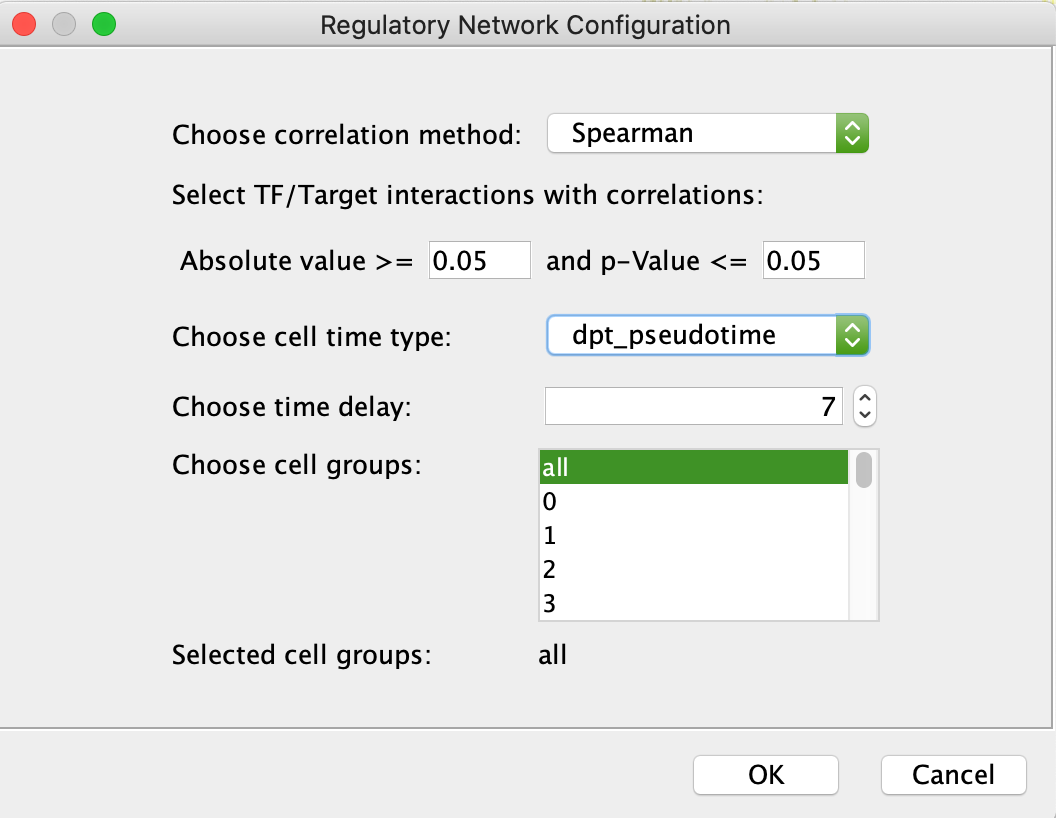 Regulatory Network Configuration
Choose correlation method: Spearman
Select TF/Target interactions with correlations:
Absolute value >= 0.05 and p-Value <= 0.05
Choose cell time type: dpt_pseudotime
Choose time delay: 7
Choose cell groups: all
0
1
2
3
Selected cell groups: all
OK Cancel